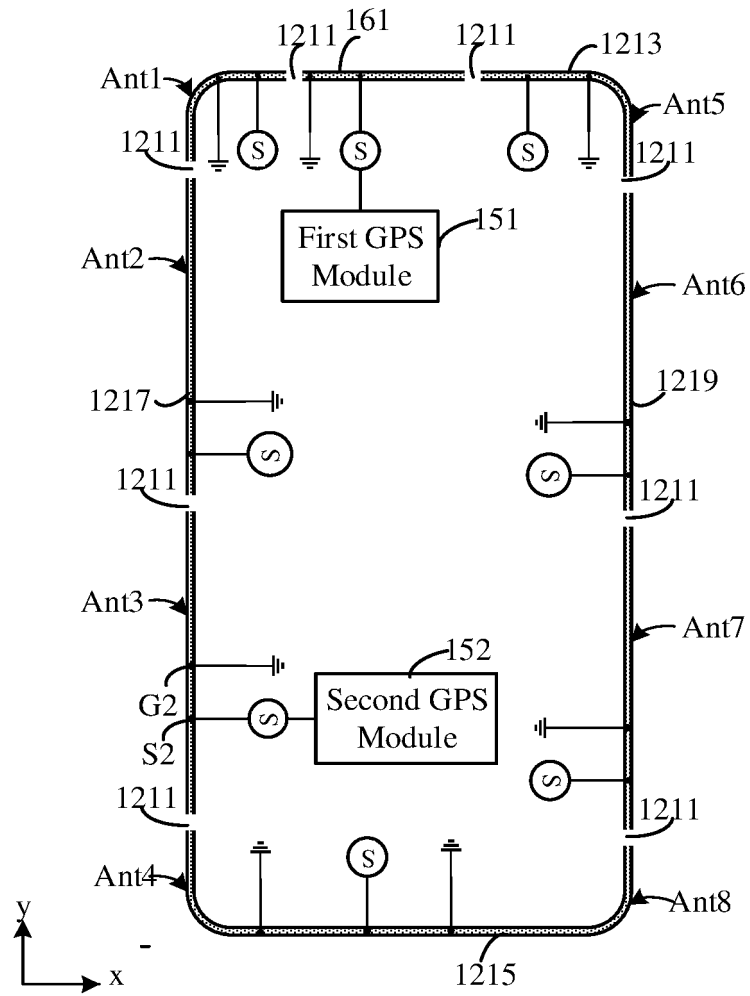 1211 161 1211 1213
Ant1 Ant5
1211 S S S 1211
First GPS
Module
151
Ant2 Ant6
1217 1219
S S
1211 1211
Ant3 Ant7
152
G2
Second GPS
Module
S
S2
S
1211 1211
S
Ant4 Ant8
y
x
1215